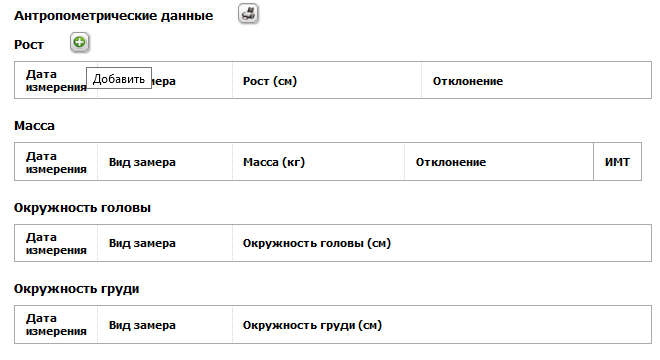 Антропометрические данные
Рост
Дата измерения Добавить мера Рост (см) Отклонение
Масса
Дата измерения Вид замера Масса (кг) Отклонение ИМТ
Окружность головы
Дата измерения Вид замера Окружность головы (см)
Окружность груди
Дата измерения Вид замера Окружность груди (см)